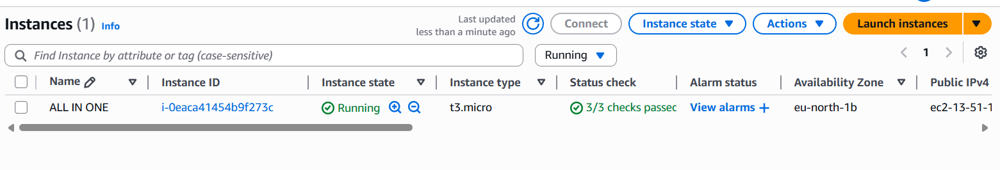 Instances (1) Info
Last updated
less than a minute ago
Connect
Instance state
Actions
Launch instances
Find Instance by attribute or tag (case-sensitive)
Running
1
Name Instance ID Instance state Instance type Status check Alarm status Availability Zone Public IPv4
ALL IN ONE i-0eaca41454b9f273c Running t3.micro 3/3 checks passec View alarms + eu-north-1b ec2-13-51-1